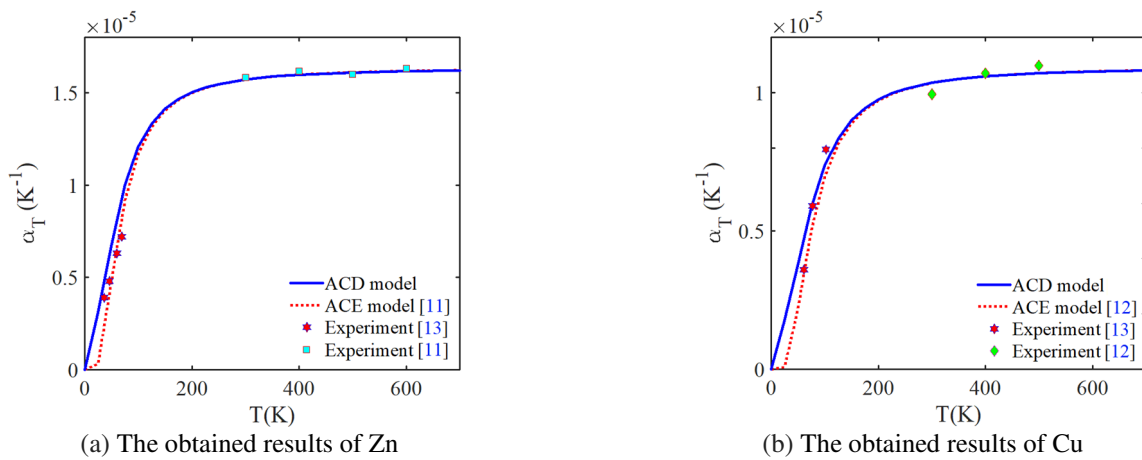 ×10⁻⁵
1.5
1
0.5
0
α_T (K⁻¹)
ACD model
ACE model [11]
Experiment [13]
Experiment [11]
0 200 400 600
T(K)
(a) The obtained results of Zn
×10⁻⁵
1
0.5
0
α_T (K⁻¹)
ACD model
ACE model [12]
Experiment [13]
Experiment [12]
0 200 400 600
T(K)
(b) The obtained results of Cu